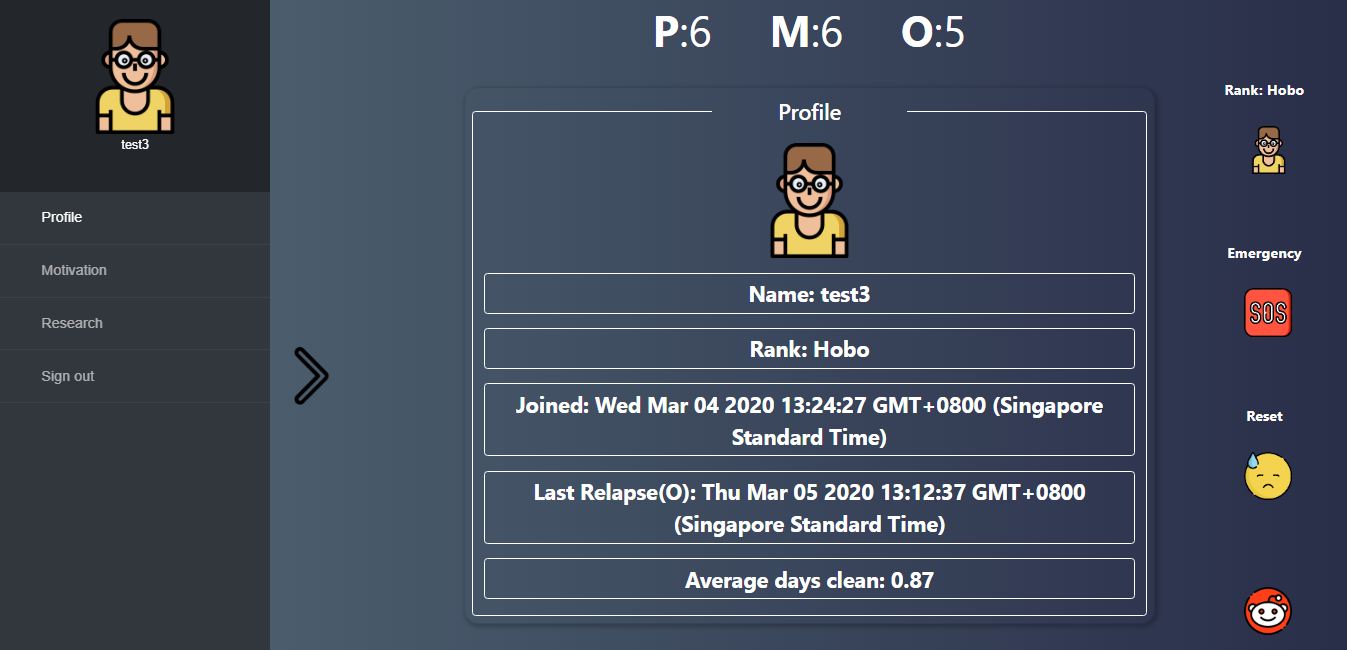 test3
Profile
Motivation
Research
Sign out
P:6 M:6 O:5
Profile
Name: test3
Rank: Hobo
Joined: Wed Mar 04 2020 13:24:27 GMT+0800 (Singapore
Standard Time)
Last Relapse(O): Thu Mar 05 2020 13:12:37 GMT+0800
(Singapore Standard Time)
Average days clean: 0.87
Rank: Hobo
Emergency
SOS
Reset